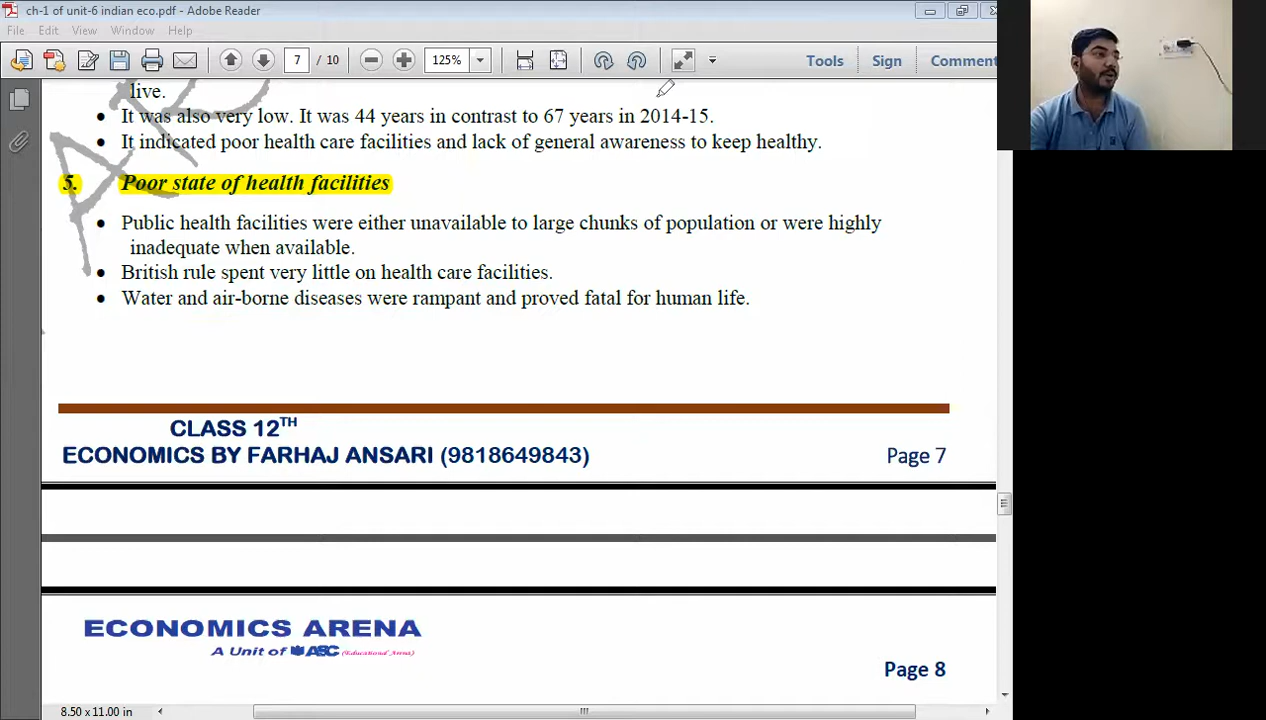 ch-1 of unit-6 indian eco.pdf - Adobe Reader
File Edit View Window Help
7 / 10 125% Tools Sign Comment
live.
• It was also very low. It was 44 years in contrast to 67 years in 2014-15.
• It indicated poor health care facilities and lack of general awareness to keep healthy.
5. Poor state of health facilities
• Public health facilities were either unavailable to large chunks of population or were highly
inadequate when available.
• British rule spent very little on health care facilities.
• Water and air-borne diseases were rampant and proved fatal for human life.
CLASS 12TH
ECONOMICS BY FARHAJ ANSARI (9818649843) Page 7
ECONOMICS ARENA
A Unit of ASC (Educational Arena)
Page 8
8.50 x 11.00 in